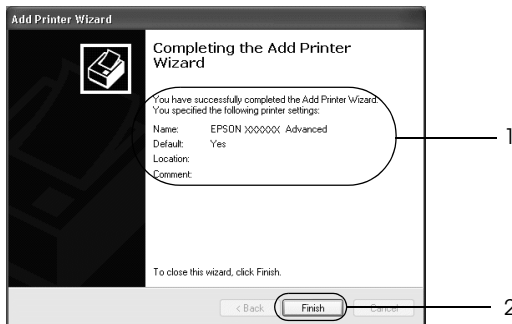 Add Printer Wizard
Completing the Add Printer
Wizard
You have successfully completed the Add Printer Wizard.
You specified the following printer settings:
Name: EPSON XXXXXX Advanced
Default: Yes
Location:
Comment:
1
To close this wizard, click Finish.
< Back Finish Cancel
2